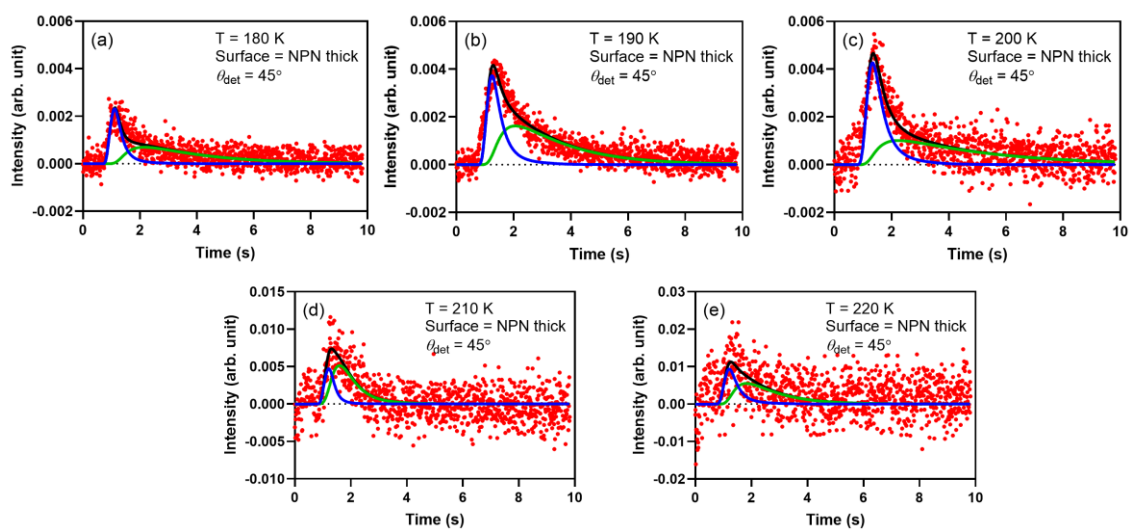 (a)
T = 180 K
Surface = NPN thick
θdet = 45°
Intensity (arb. unit)
0.006
0.004
0.002
0.000
-0.002
0 2 4 6 8 10
Time (s)
(b)
T = 190 K
Surface = NPN thick
θdet = 45°
Intensity (arb. unit)
0.006
0.004
0.002
0.000
-0.002
0 2 4 6 8 10
Time (s)
(c)
T = 200 K
Surface = NPN thick
θdet = 45°
Intensity (arb. unit)
0.006
0.004
0.002
0.000
-0.002
0 2 4 6 8 10
Time (s)
(d)
T = 210 K
Surface = NPN thick
θdet = 45°
Intensity (arb. unit)
0.015
0.010
0.005
0.000
-0.005
-0.010
0 2 4 6 8 10
Time (s)
(e)
T = 220 K
Surface = NPN thick
θdet = 45°
Intensity (arb. unit)
0.03
0.02
0.01
0.00
-0.01
-0.02
0 2 4 6 8 10
Time (s)